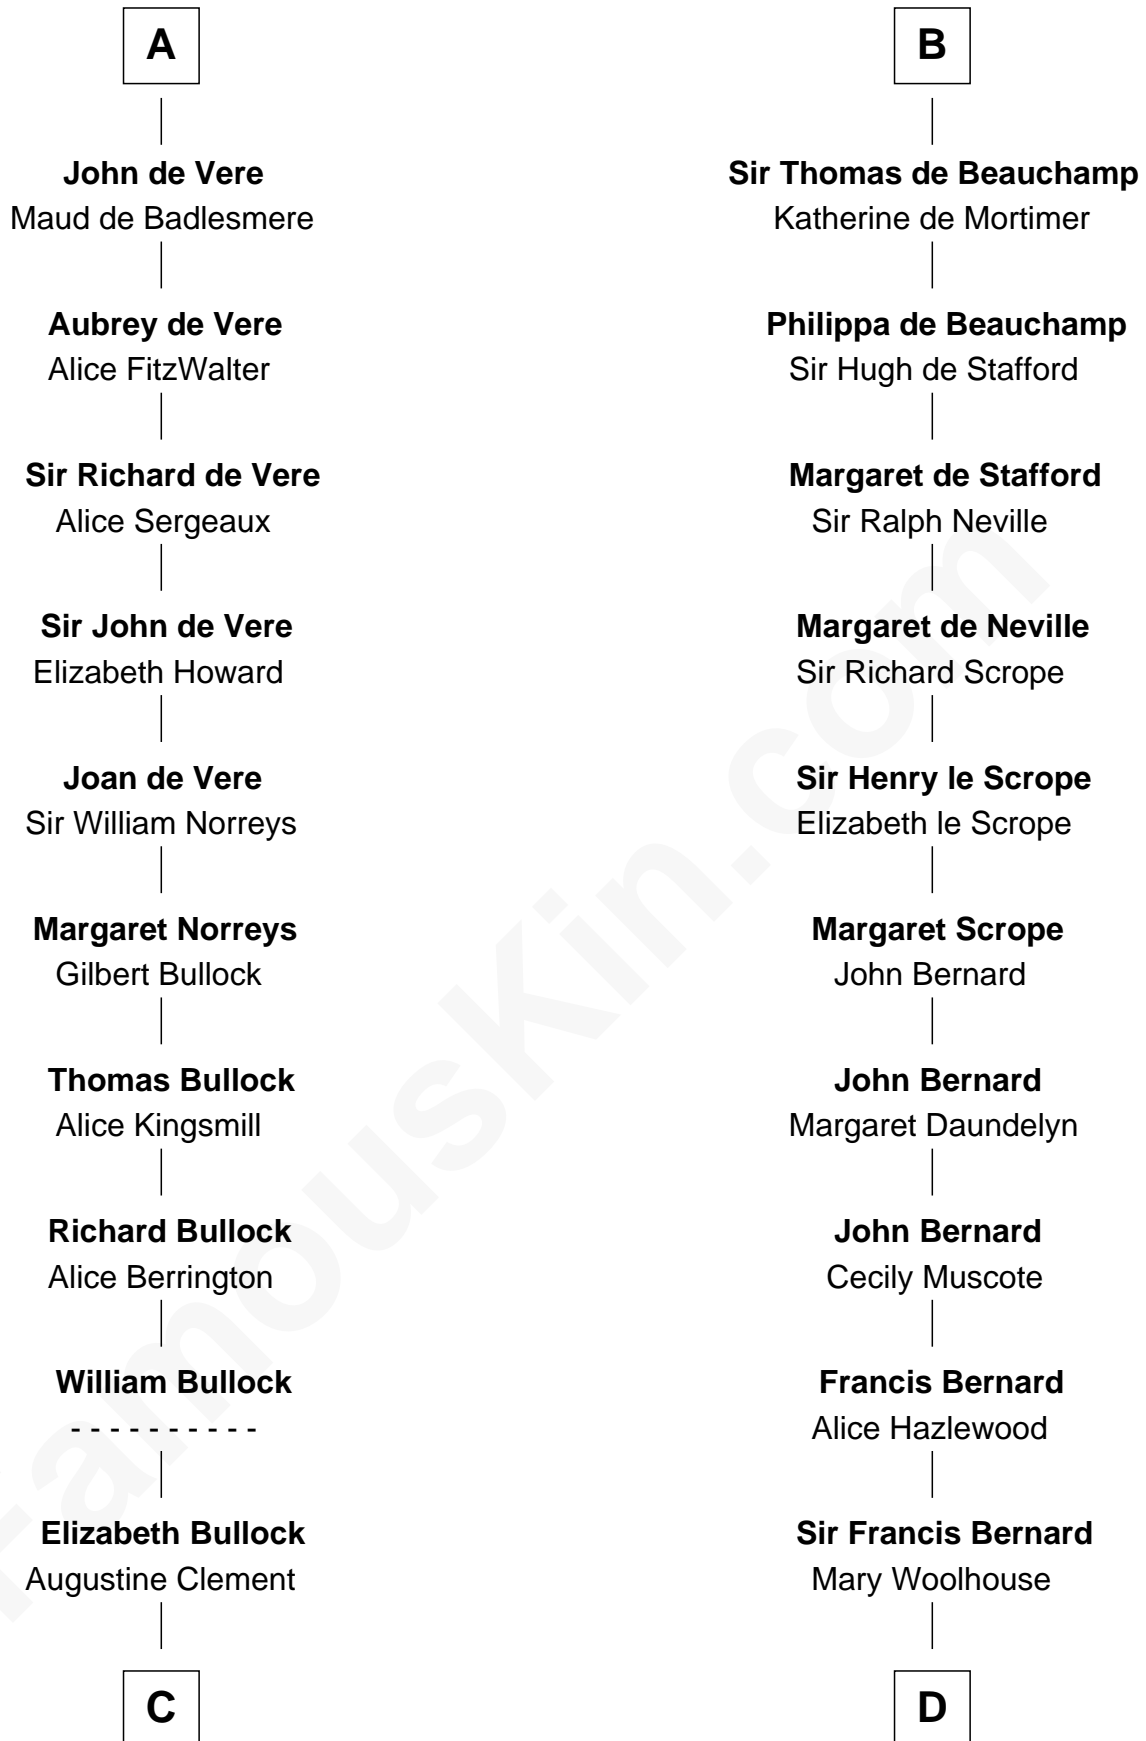 A
John de Vere
Maud de Badlesmere
Aubrey de Vere
Alice FitzWalter
Sir Richard de Vere
Alice Sergeaux
Sir John de Vere
Elizabeth Howard
Joan de Vere
Sir William Norreys
Margaret Norreys
Gilbert Bullock
Thomas Bullock
Alice Kingsmill
Richard Bullock
Alice Berrington
William Bullock
- - - - - - - - - -
Elizabeth Bullock
Augustine Clement
C
B
Sir Thomas de Beauchamp
Katherine de Mortimer
Philippa de Beauchamp
Sir Hugh de Stafford
Margaret de Stafford
Sir Ralph Neville
Margaret de Neville
Sir Richard Scrope
Sir Henry le Scrope
Elizabeth le Scrope
Margaret Scrope
John Bernard
John Bernard
Margaret Daundelyn
John Bernard
Cecily Muscote
Francis Bernard
Alice Hazlewood
Sir Francis Bernard
Mary Woolhouse
D
FamousKin.com